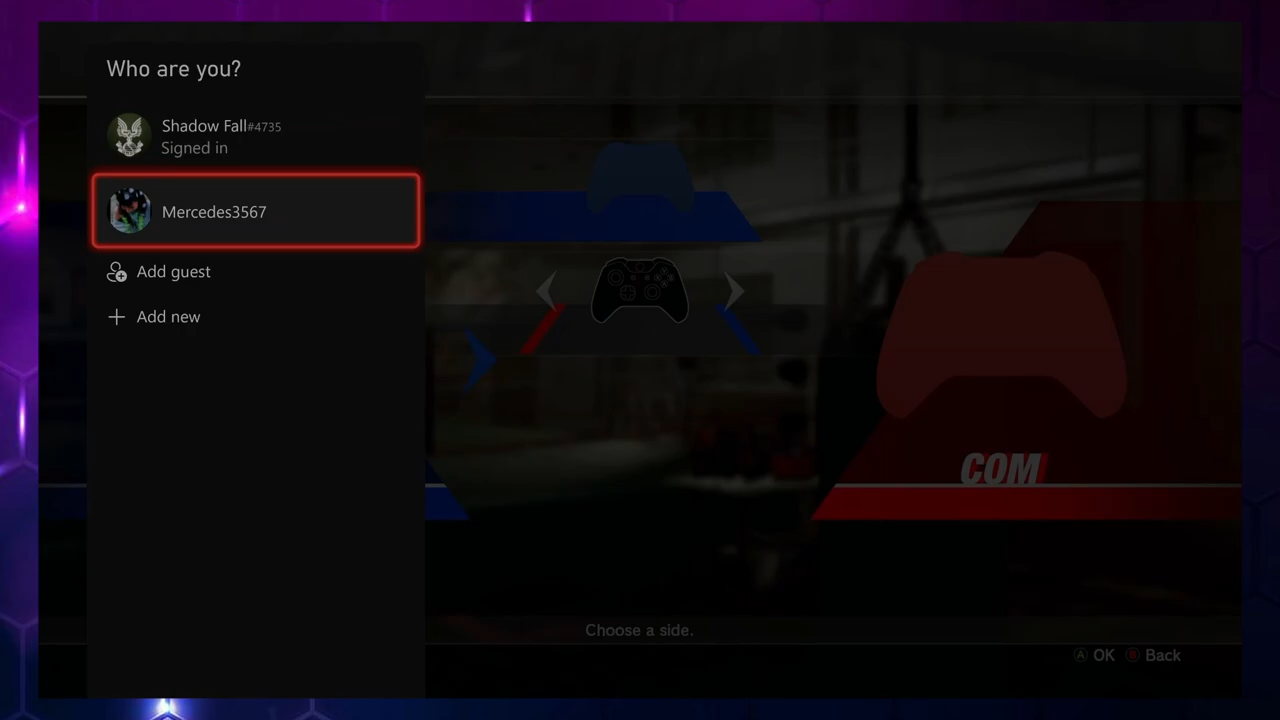 Who are you?
Shadow Fall#4735
Signed in
Mercedes3567
Add guest
Add new
COM
Choose a side.
A OK B Back